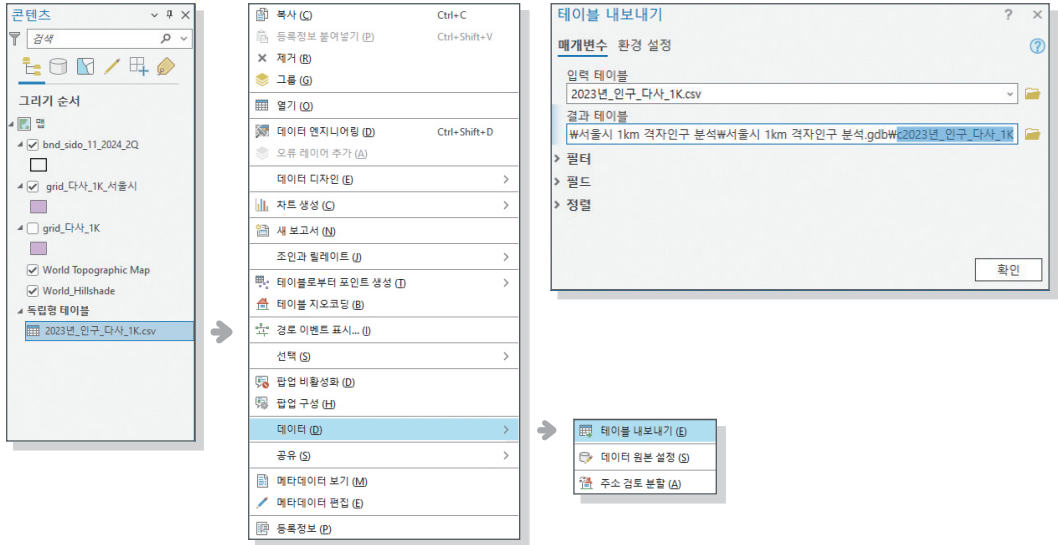 콘텐츠
검색
그리기 순서
맵
bnd_sido_11_2024_2Q
grid_다사_1K_서울시
grid_다사_1K
World Topographic Map
World_Hillshade
독립형 테이블
2023년_인구_다사_1K.csv
복사 (C) Ctrl+C
등록정보 붙여넣기 (P) Ctrl+Shift+V
제거 (R)
그룹 (G)
열기 (O)
데이터 엔지니어링 (D) Ctrl+Shift+D
오류 레이어 추가 (A)
데이터 디자인 (E)
차트 생성 (C)
새 보고서 (N)
조인과 릴레이트 (J)
테이블로부터 포인트 생성 (T)
테이블 지오코딩 (B)
경로 이벤트 표시... (I)
선택 (S)
팝업 비활성화 (D)
팝업 구성 (H)
데이터 (D)
공유 (S)
메타데이터 보기 (M)
메타데이터 편집 (E)
등록정보 (P)
테이블 내보내기 (E)
데이터 원본 설정 (S)
주소 검토 분할 (A)
테이블 내보내기 ? ×
매개변수 환경 설정
입력 테이블
2023년_인구_다사_1K.csv
결과 테이블
₩서울시 1km 격자인구 분석₩서울시 1km 격자인구 분석.gdb₩c2023년_인구_다사_1K
필터
필드
정렬
확인